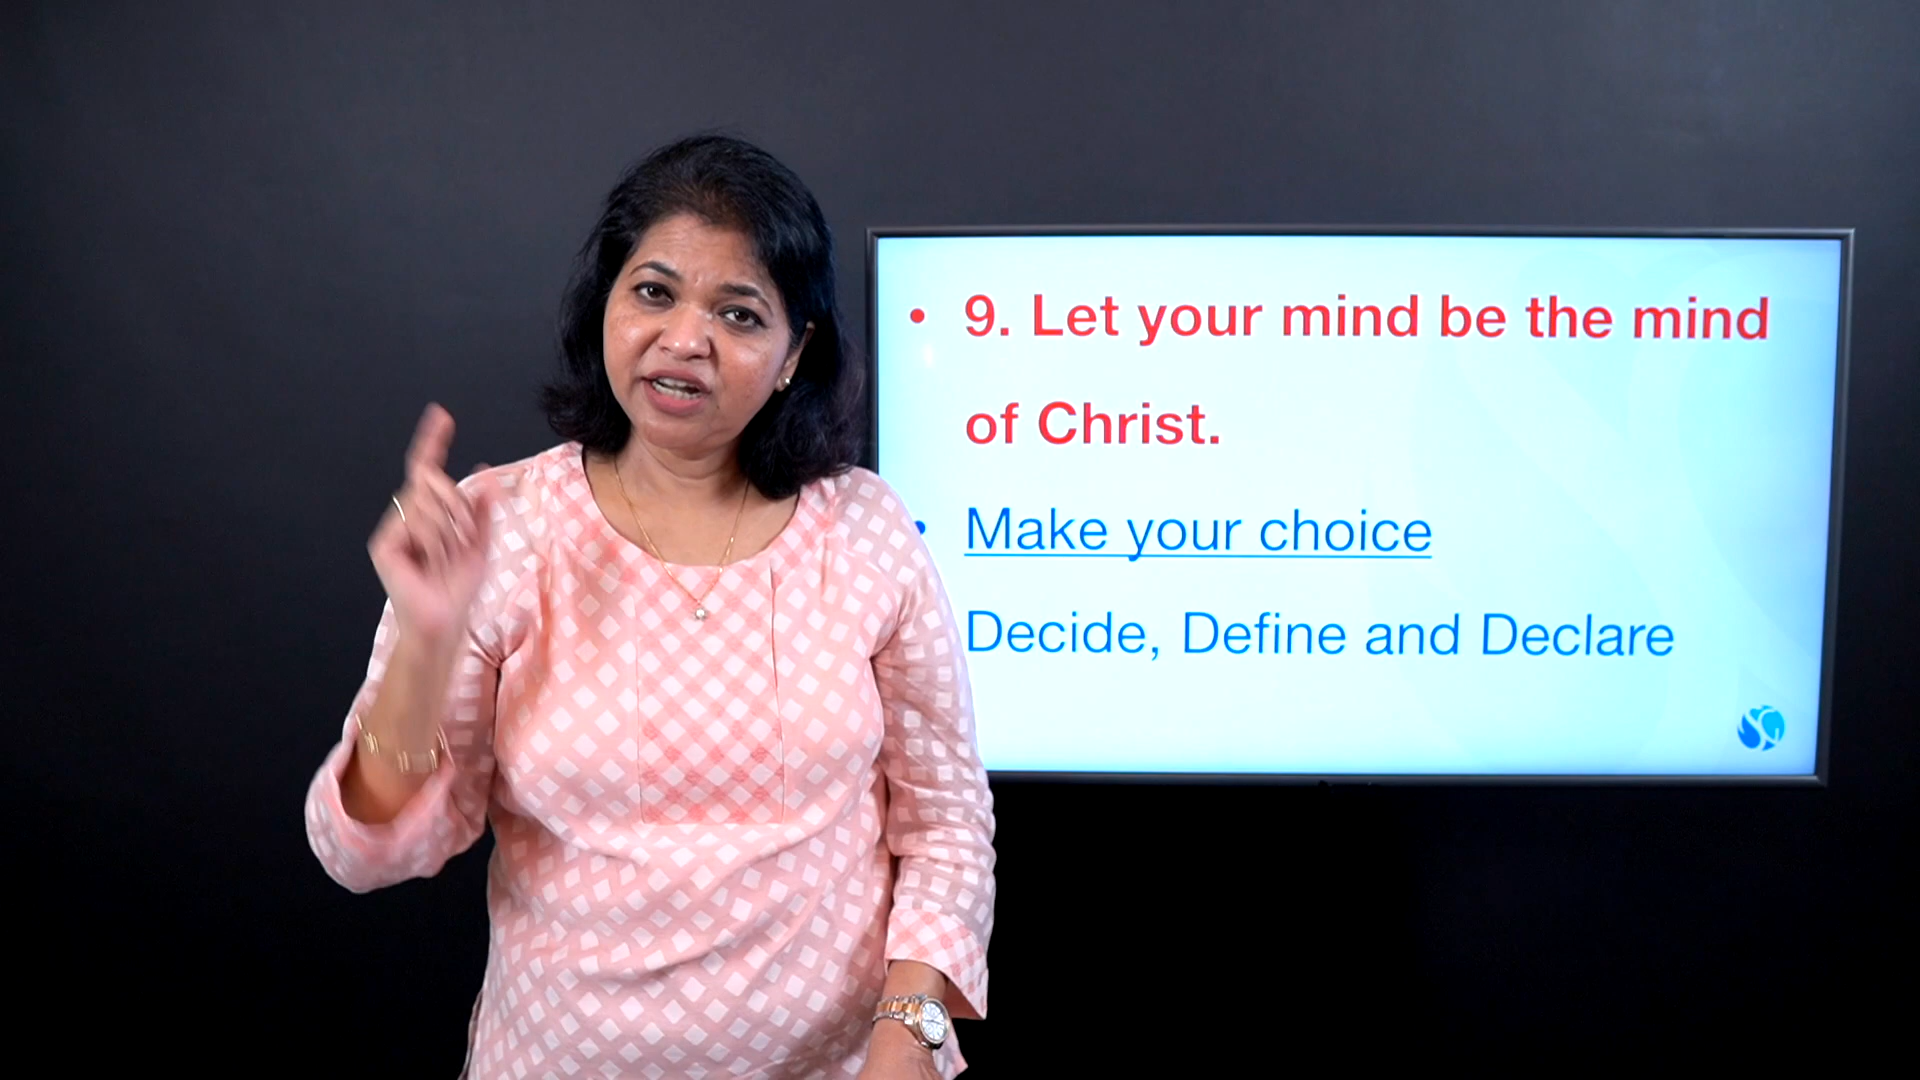 • 9. Let your mind be the mind
of Christ.
• Make your choice
Decide, Define and Declare